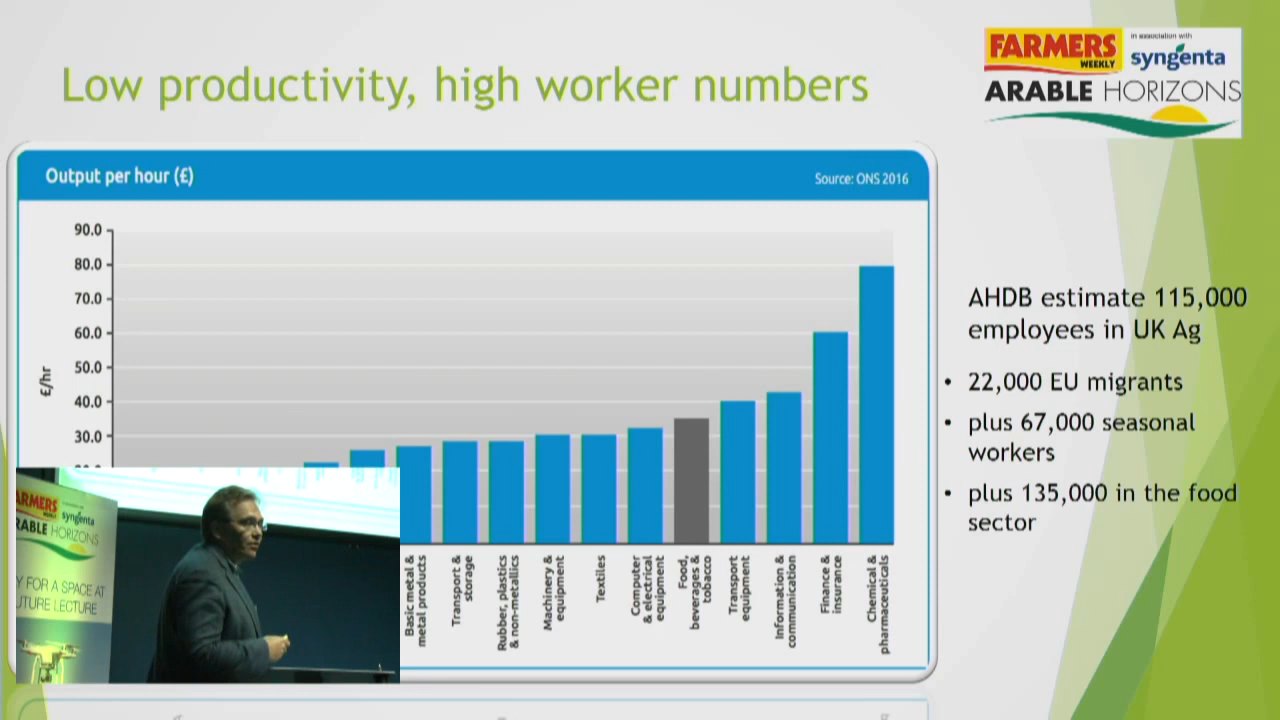 Low productivity, high worker numbers
FARMERS
WEEKLY
in association with
syngenta
ARABLE HORIZONS
Output per hour (£)
Source: ONS 2016
90.0
80.0
70.0
60.0
50.0
40.0
30.0
£/hr
Basic metal &
metal products
Transport &
storage
Rubber, plastics
& non-metallics
Machinery &
equipment
Textiles
Computer
& electrical
equipment
Food,
beverages &
tobacco
Transport
equipment
Information &
communication
Finance &
insurance
Chemical &
pharmaceuticals
AHDB estimate 115,000
employees in UK Ag
• 22,000 EU migrants
• plus 67,000 seasonal
workers
• plus 135,000 in the food
sector
ARMERS
WEEKLY
syngenta
RABLE HORIZONS
Y FOR A SPACE AT
UTURE LECTURE